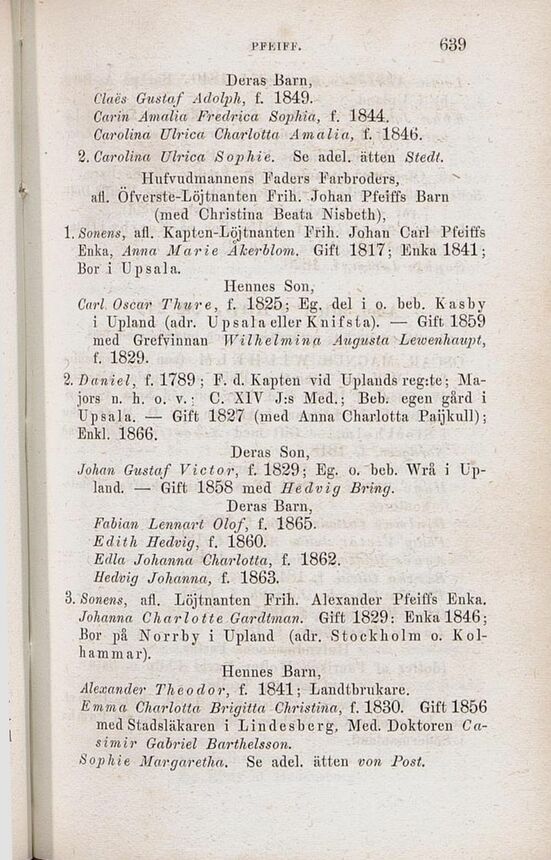 PFEIFF. 639
Deras Barn,
Claës Gustaf Adolph, f. 1849.
Carin Amalia Fredrica Sophia, f. 1844.
Carolina Ulrica Charlotta Amalia, f. 1846.
2. Carolina Ulrica Sophie. Se adel. ätten Stedt.
Hufvudmannens Faders Farbroders,
afl. Öfverste-Löjtnanten Frih. Johan Pfeiffs Barn
(med Christina Beata Nisbeth),
1. Sonens, afl. Kapten-Löjtnanten Frih. Johan Carl Pfeiffs
Enka, Anna Marie Åkerblom. Gift 1817; Enka 1841;
Bor i Upsala.
Hennes Son,
Carl Oscar Thure, f. 1825; Eg. del i o. beb. Kasby
i Upland (adr. Upsala eller Knifsta). — Gift 1859
med Grefvinnan Wilhelmina Augusta Lewenhaupt,
f. 1829.
2. Daniel, f. 1789; F. d. Kapten vid Uplands reg:te; Ma-
jors n. h. o. v.; C. XIV J:s Med.; Beb. egen gård i
Upsala. — Gift 1827 (med Anna Charlotta Paijkull);
Enkl. 1866.
Deras Son,
Johan Gustaf Victor, f. 1829; Eg. o. beb. Wrå i Up-
land. — Gift 1858 med Hedvig Bring.
Deras Barn,
Fabian Lennart Olof, f. 1865.
Edith Hedvig, f. 1860.
Edla Johanna Charlotta, f. 1862.
Hedvig Johanna, f. 1863.
3. Sonens, afl. Löjtnanten Frih. Alexander Pfeiffs Enka.
Johanna Charlotte Gardtman. Gift 1829; Enka 1846;
Bor på Norrby i Upland (adr. Stockholm o. Kol-
hammar).
Hennes Barn,
Alexander Theodor, f. 1841; Landtbrukare.
Emma Charlotta Brigitta Christina, f. 1830. Gift 1856
med Stadsläkaren i Lindesberg, Med. Doktoren Ca-
simir Gabriel Barthelsson.
Sophie Margaretha. Se adel. ätten von Post.